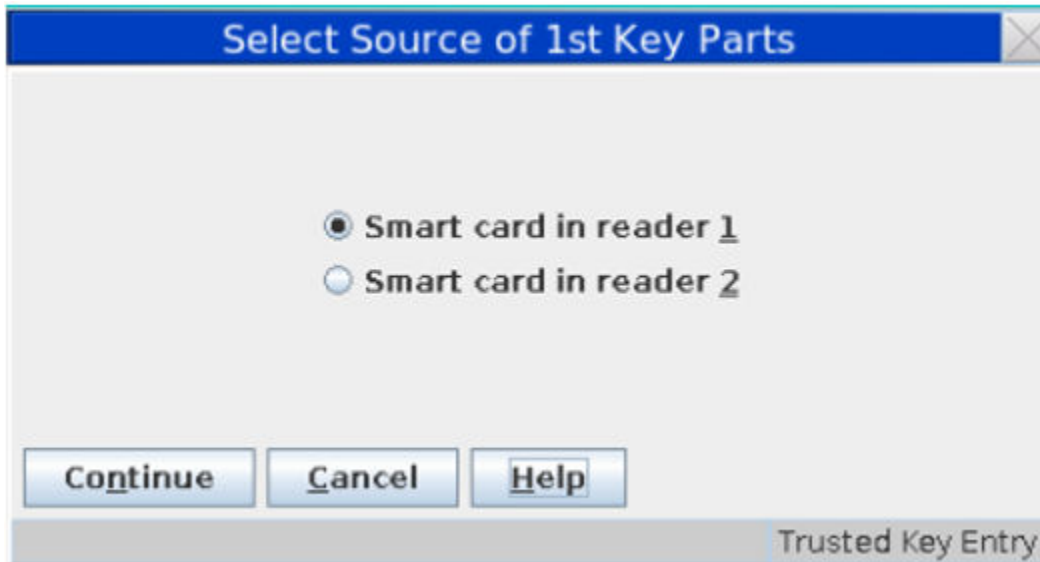 Select Source of 1st Key Parts
Smart card in reader 1
Smart card in reader 2
Continue Cancel Help
Trusted Key Entry